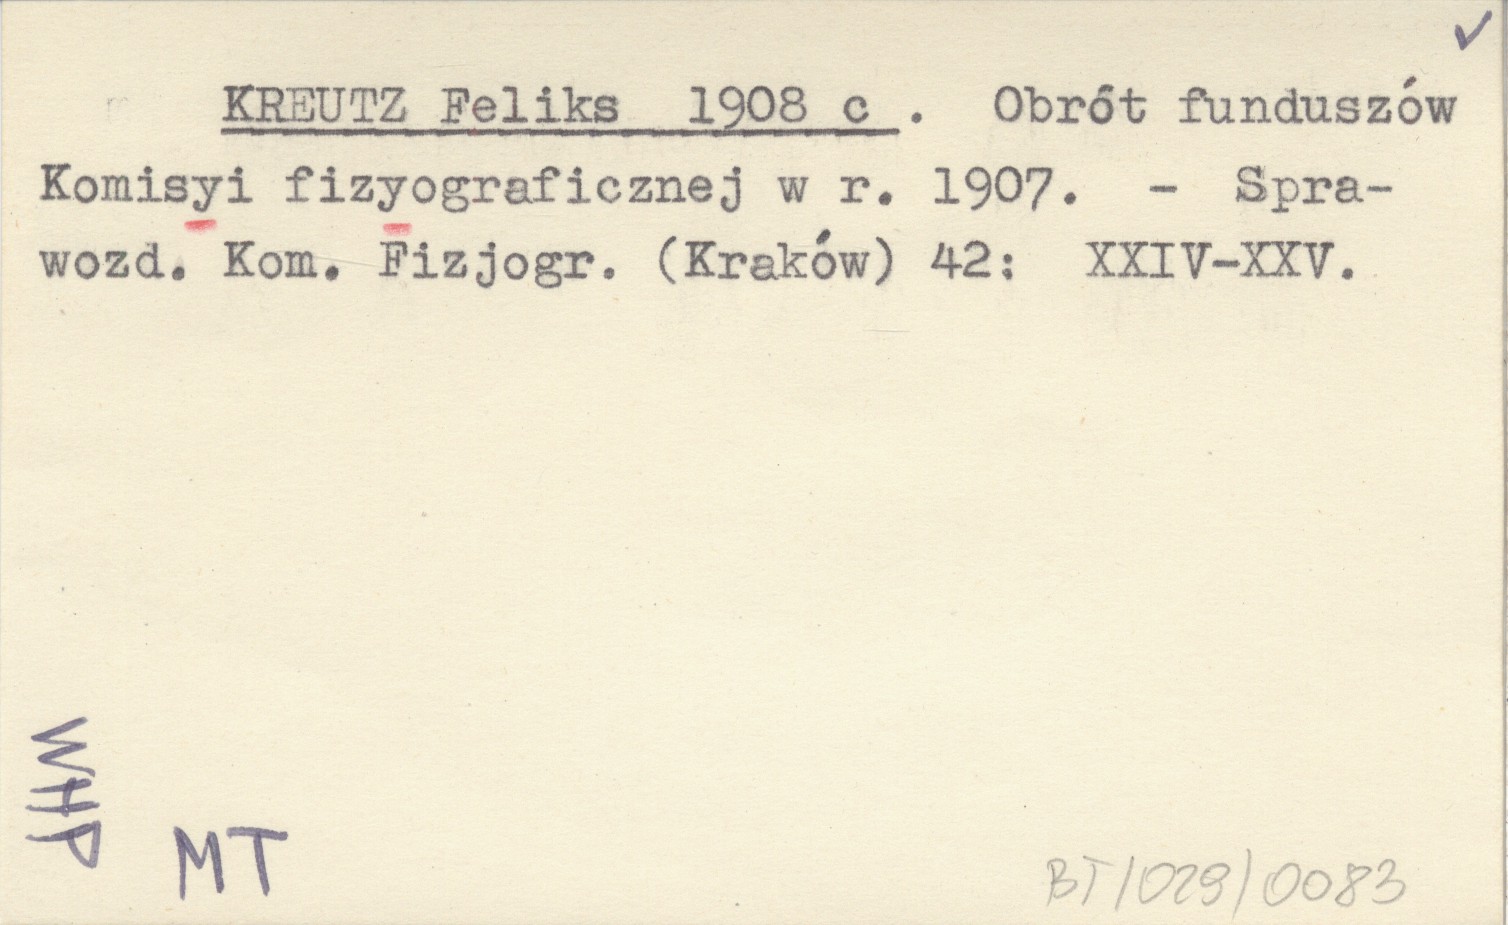 KREUTZ Feliks 1908 c . Obrót funduszów
Komisyi fizyograficznej w r. 1907. - Spra-
wozd. Kom. Fizjogr. (Kraków) 42: XXIV-XXV.
WHP
MT
BT/029/0083